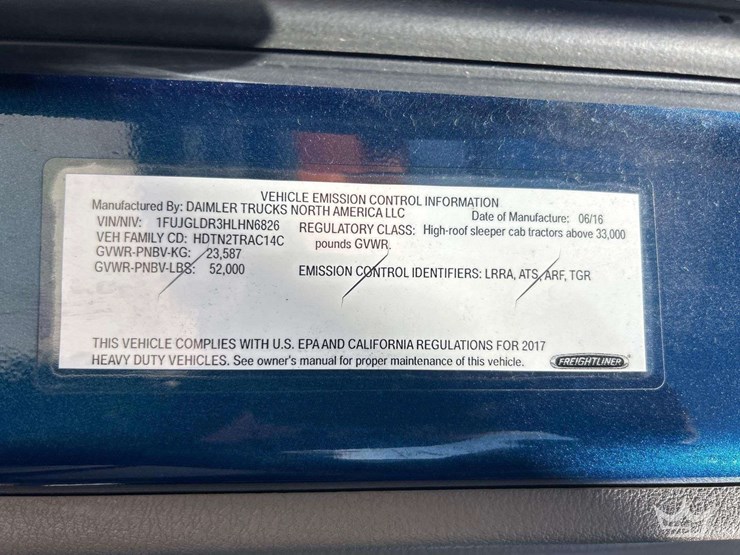 VEHICLE EMISSION CONTROL INFORMATION
Manufactured By: DAIMLER TRUCKS NORTH AMERICA LLC Date of Manufacture: 06/16
VIN/NIV: 1FUJGLDR3HLHN6826 REGULATORY CLASS: High-roof sleeper cab tractors above 33,000
VEH FAMILY CD: HDTN2TRAC14C pounds GVWR.
GVWR-PNBV-KG: 23,587
GVWR-PNBV-LBS: 52,000 EMISSION CONTROL IDENTIFIERS: LRRA, ATS, ARF, TGR
THIS VEHICLE COMPLIES WITH U.S. EPA AND CALIFORNIA REGULATIONS FOR 2017
HEAVY DUTY VEHICLES. See owner's manual for proper maintenance of this vehicle. FREIGHTLINER